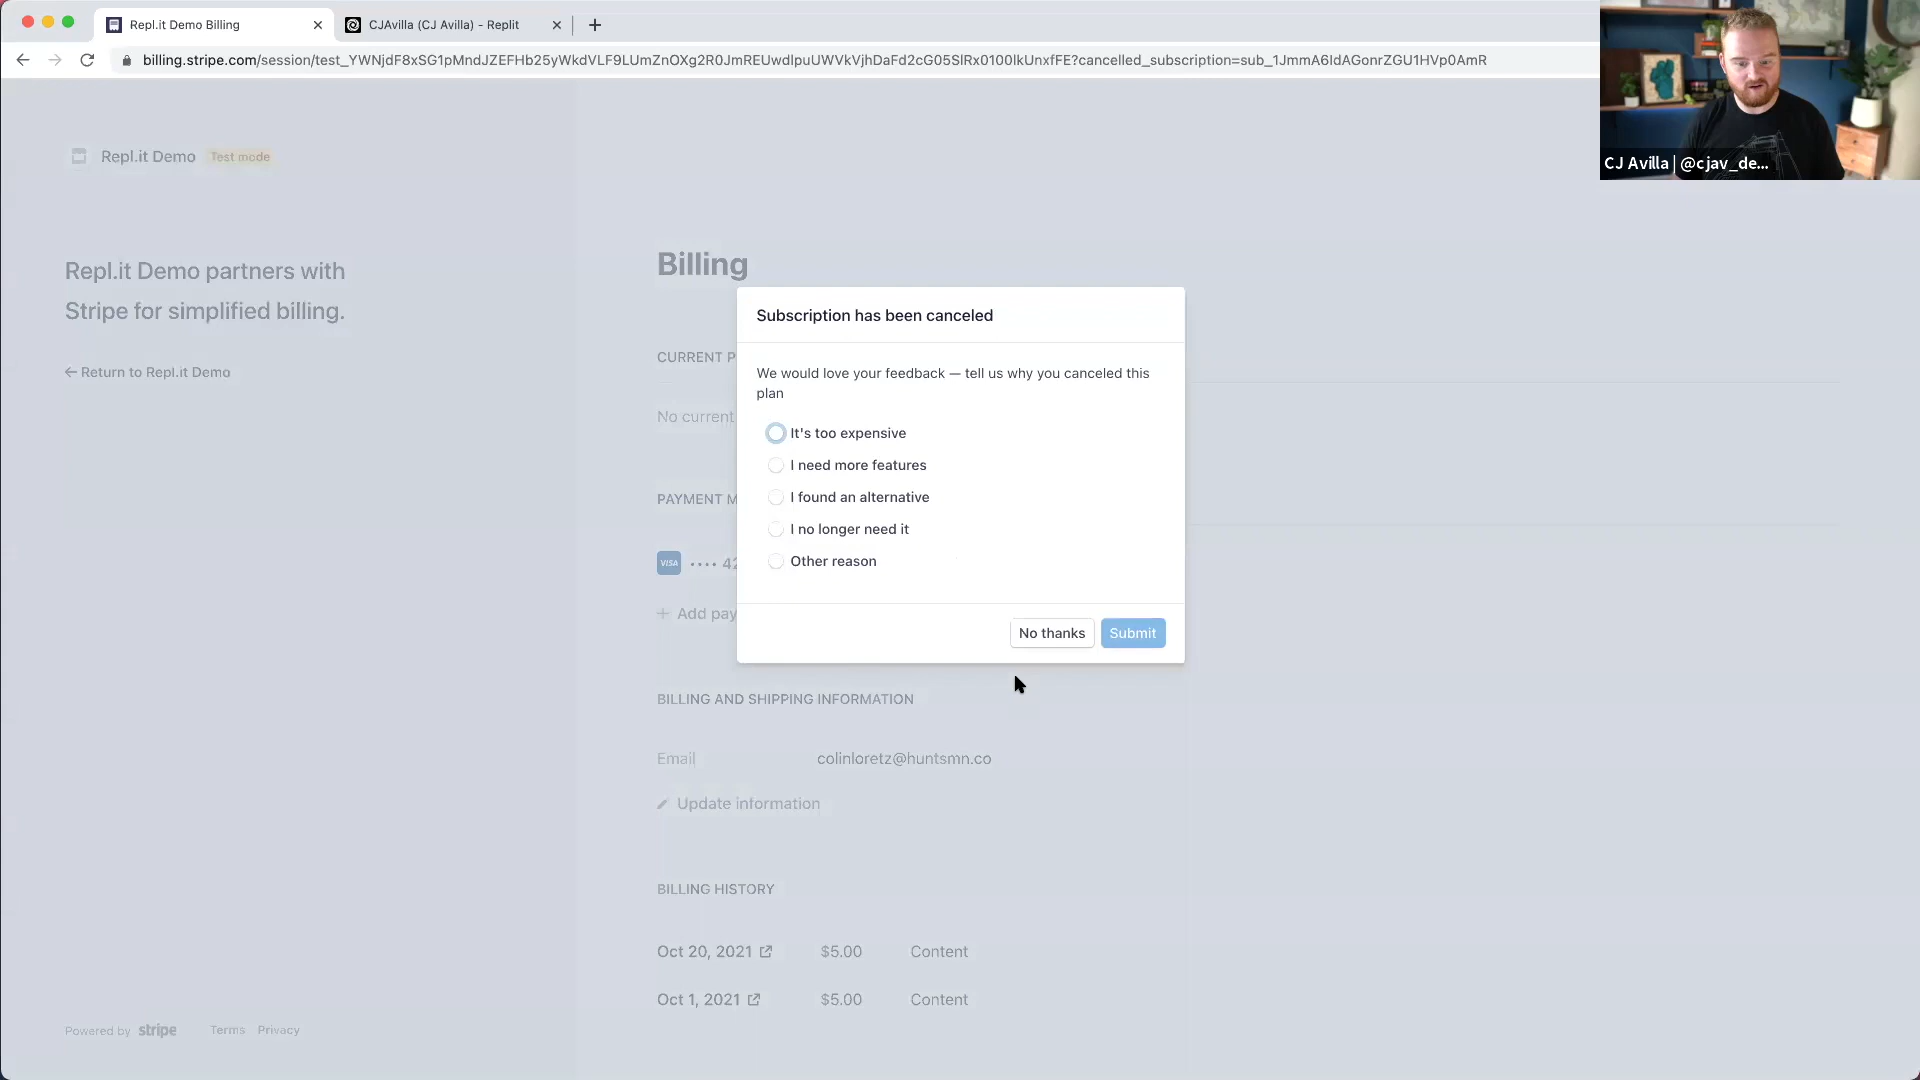 Repl.it Demo Billing
CJAvilla (CJ Avilla) - Replit
billing.stripe.com/session/test_YWNjdF8xSG1pMndJZEFHb25yWkdVLF9LUmZnOXg2R0JmREUwdlpuUWVkVjhDaFd2cG05SlRx0100lkUnxfFE?cancelled_subscription=sub_1JmmA6IdAGonrZGU1HVp0AmR
CJ Avilla | @cjav_de...
Repl.it Demo Test mode
Repl.it Demo partners with
Stripe for simplified billing.
Return to Repl.it Demo
Billing
CURRENT P
No current
PAYMENT M
VISA •••• 42
+ Add pay
Subscription has been canceled
We would love your feedback — tell us why you canceled this
plan
It's too expensive
I need more features
I found an alternative
I no longer need it
Other reason
No thanks Submit
BILLING AND SHIPPING INFORMATION
Email colinloretz@huntsmn.co
Update information
BILLING HISTORY
Oct 20, 2021 $5.00 Content
Oct 1, 2021 $5.00 Content
Powered by stripe Terms Privacy